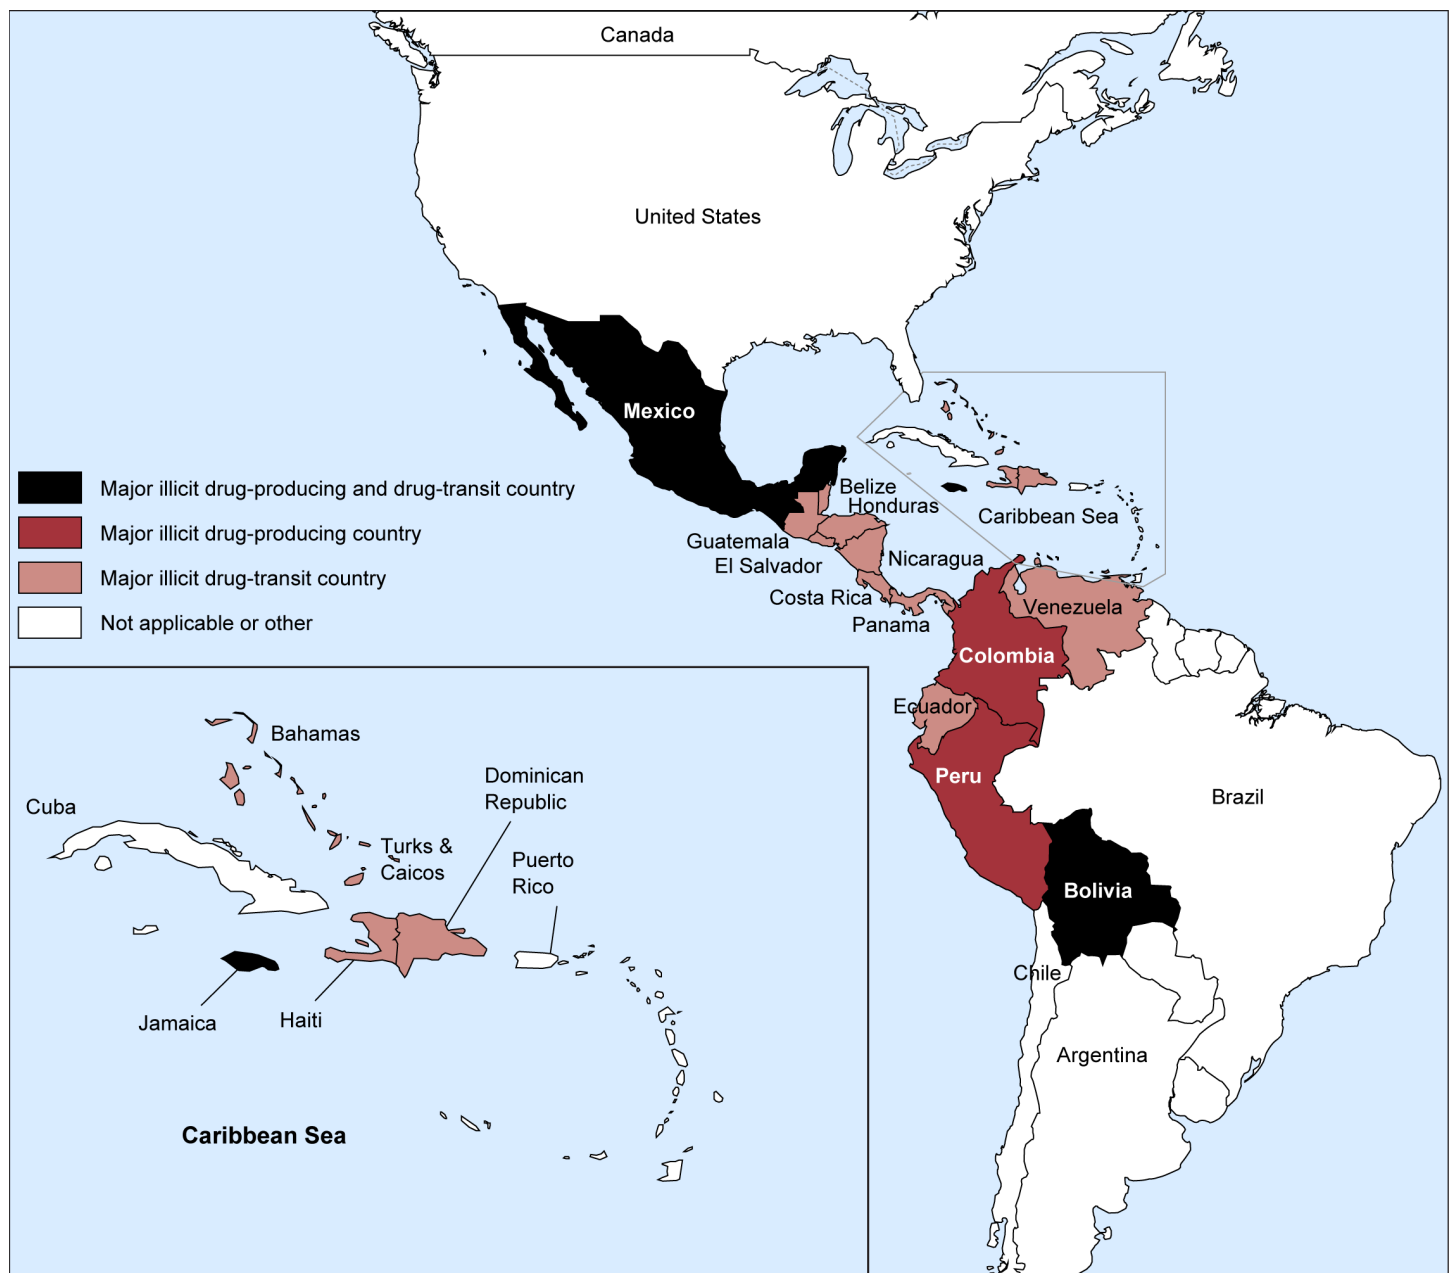 Canada
United States
Mexico
Major illicit drug-producing and drug-transit country
Major illicit drug-producing country
Major illicit drug-transit country
Not applicable or other
Belize
Honduras
Caribbean Sea
Guatemala
El Salvador
Nicaragua
Costa Rica
Panama
Venezuela
Colombia
Ecuador
Peru
Brazil
Bolivia
Chile
Argentina
Bahamas
Dominican
Republic
Cuba
Turks &
Caicos
Puerto
Rico
Jamaica
Haiti
Caribbean Sea